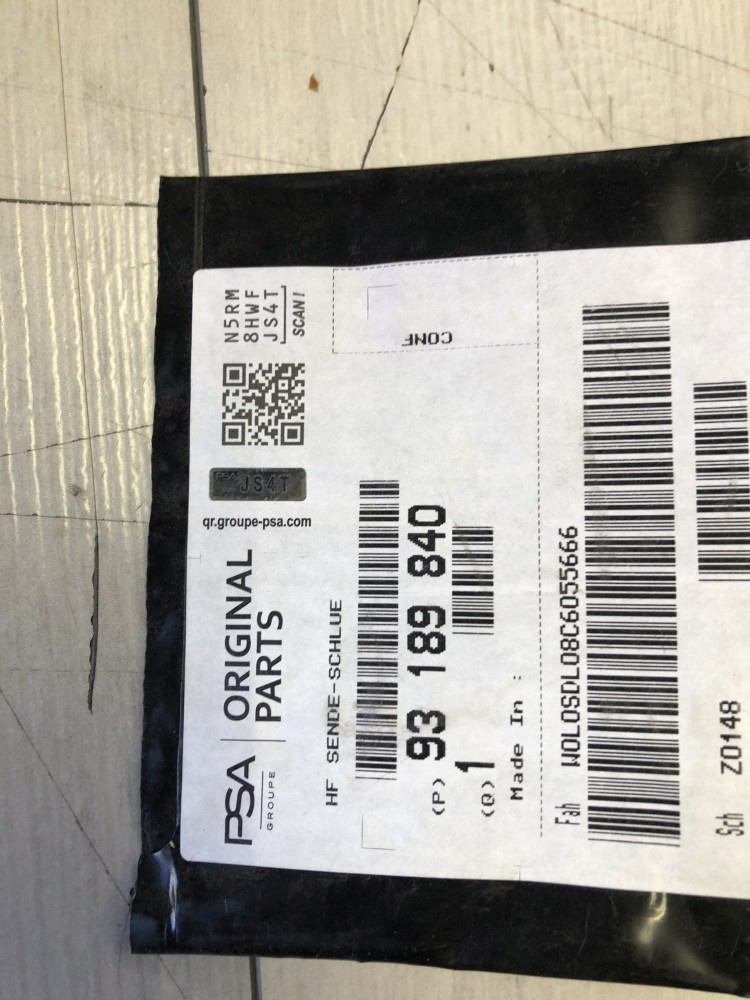 PSA
GROUPE
ORIGINAL
PARTS
qr.groupe-psa.com
PSA
JS4T
N5RM
8HWF
JS4T
SCAN!
HF SENDE-SCHLUE
CONF
(P) 93 189 840
(Q) 1
Made In :
Fah W0L0SDL08C6055666
Sch Z0148